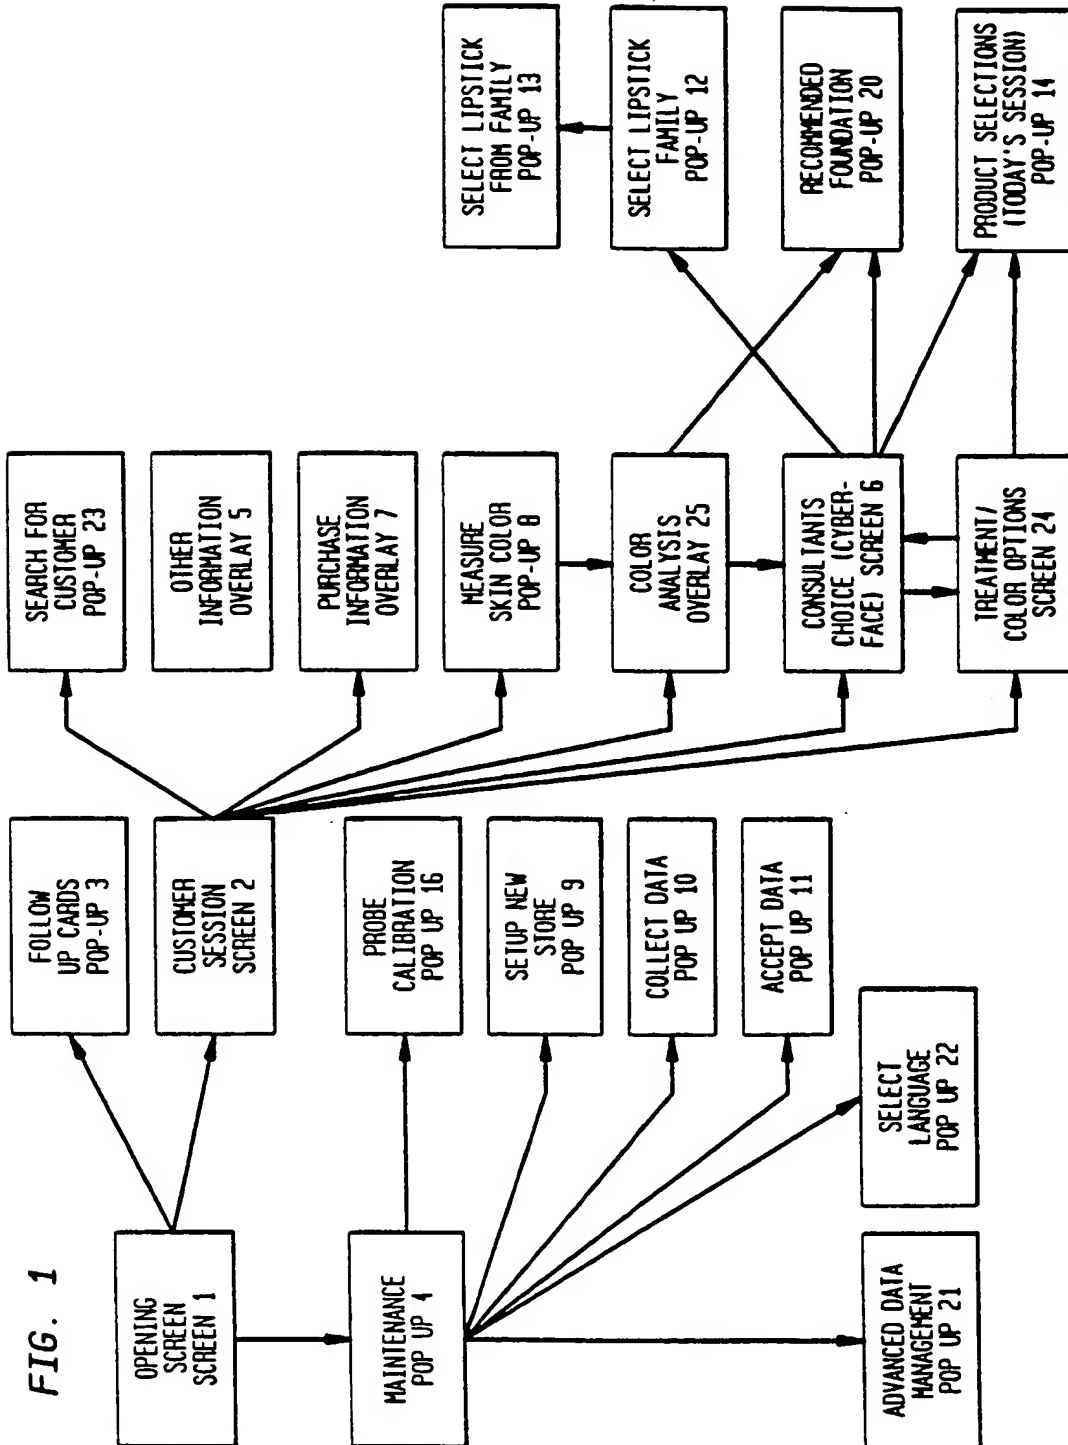 FIG. 1
OPENING
SCREEN
SCREEN 1
MAINTENANCE
POP UP 4
ADVANCED DATA
MANAGEMENT
POP UP 21
FOLLOW
UP CARDS
POP-UP 3
CUSTOMER
SESSION
SCREEN 2
PROBE
CALIBRATION
POP UP 16
SETUP NEW
STORE
POP UP 9
COLLECT DATA
POP UP 10
ACCEPT DATA
POP UP 11
SELECT
LANGUAGE
POP UP 22
SEARCH FOR
CUSTOMER
POP-UP 23
OTHER
INFORMATION
OVERLAY 5
PURCHASE
INFORMATION
OVERLAY 7
MEASURE
SKIN COLOR
POP-UP 8
COLOR
ANALYSIS
OVERLAY 25
CONSULTANTS
CHOICE (CYBER-
FACE) SCREEN 6
TREATMENT/
COLOR OPTIONS
SCREEN 24
SELECT LIPSTICK
FROM FAMILY
POP-UP 13
SELECT LIPSTICK
FAMILY
POP-UP 12
RECOMMENDED
FOUNDATION
POP-UP 20
PRODUCT SELECTIONS
(TODAY'S SESSION)
POP-UP 14